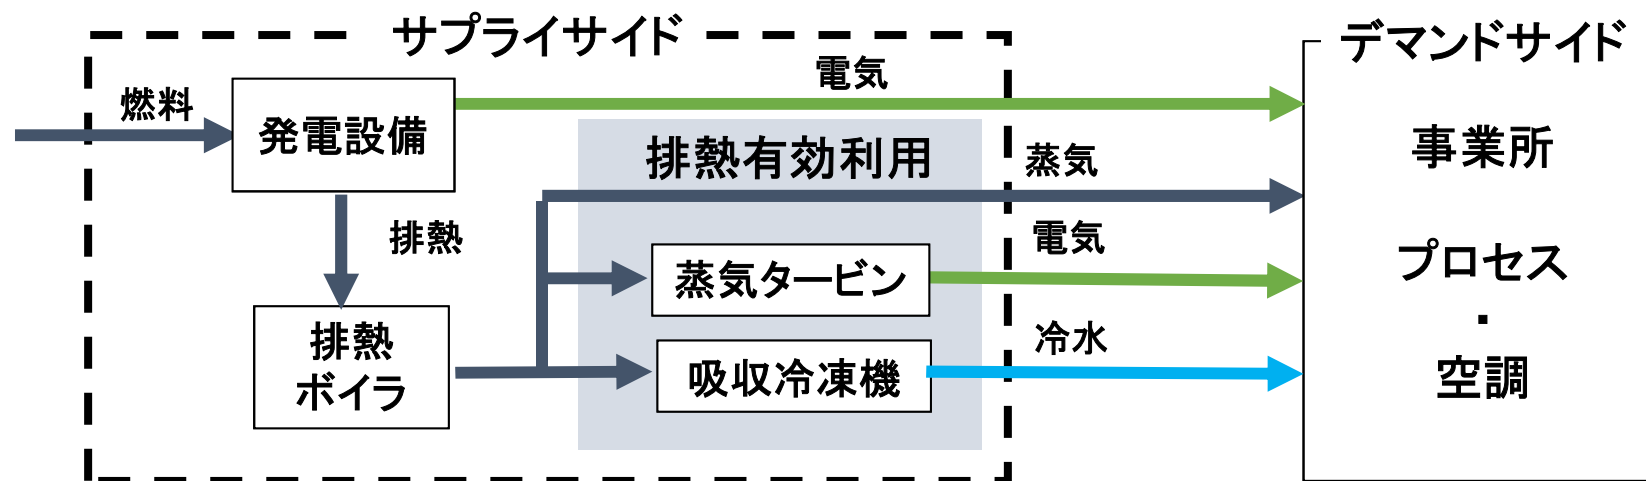 サプライサイド
デマンドサイド
燃料
発電設備
電気
排熱有効利用
蒸気
事業所
排熱
電気
蒸気タービン
プロセス
・
空調
排熱
ボイラ
冷水
吸収冷凍機